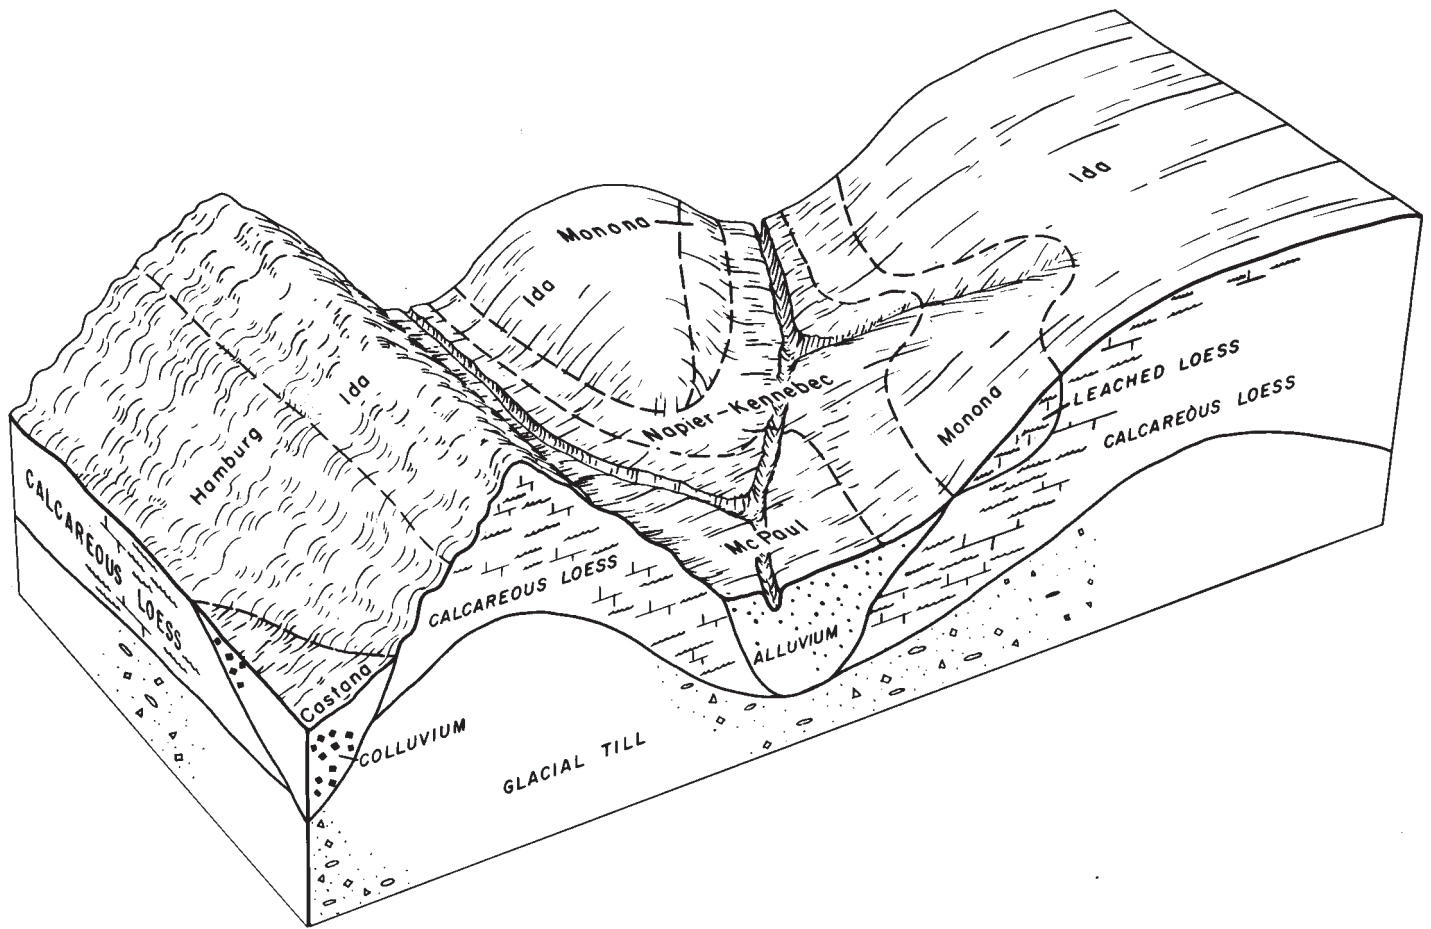 Ida
Monona
Ida
LEACHED LOESS
Ida
CALCAREOUS LOESS
Napier-Kennebec
Monona
Hamburg
CALCAREOUS LOESS
McPaul
CALCAREOUS LOESS
ALLUVIUM
Castana
COLLUVIUM
GLACIAL TILL